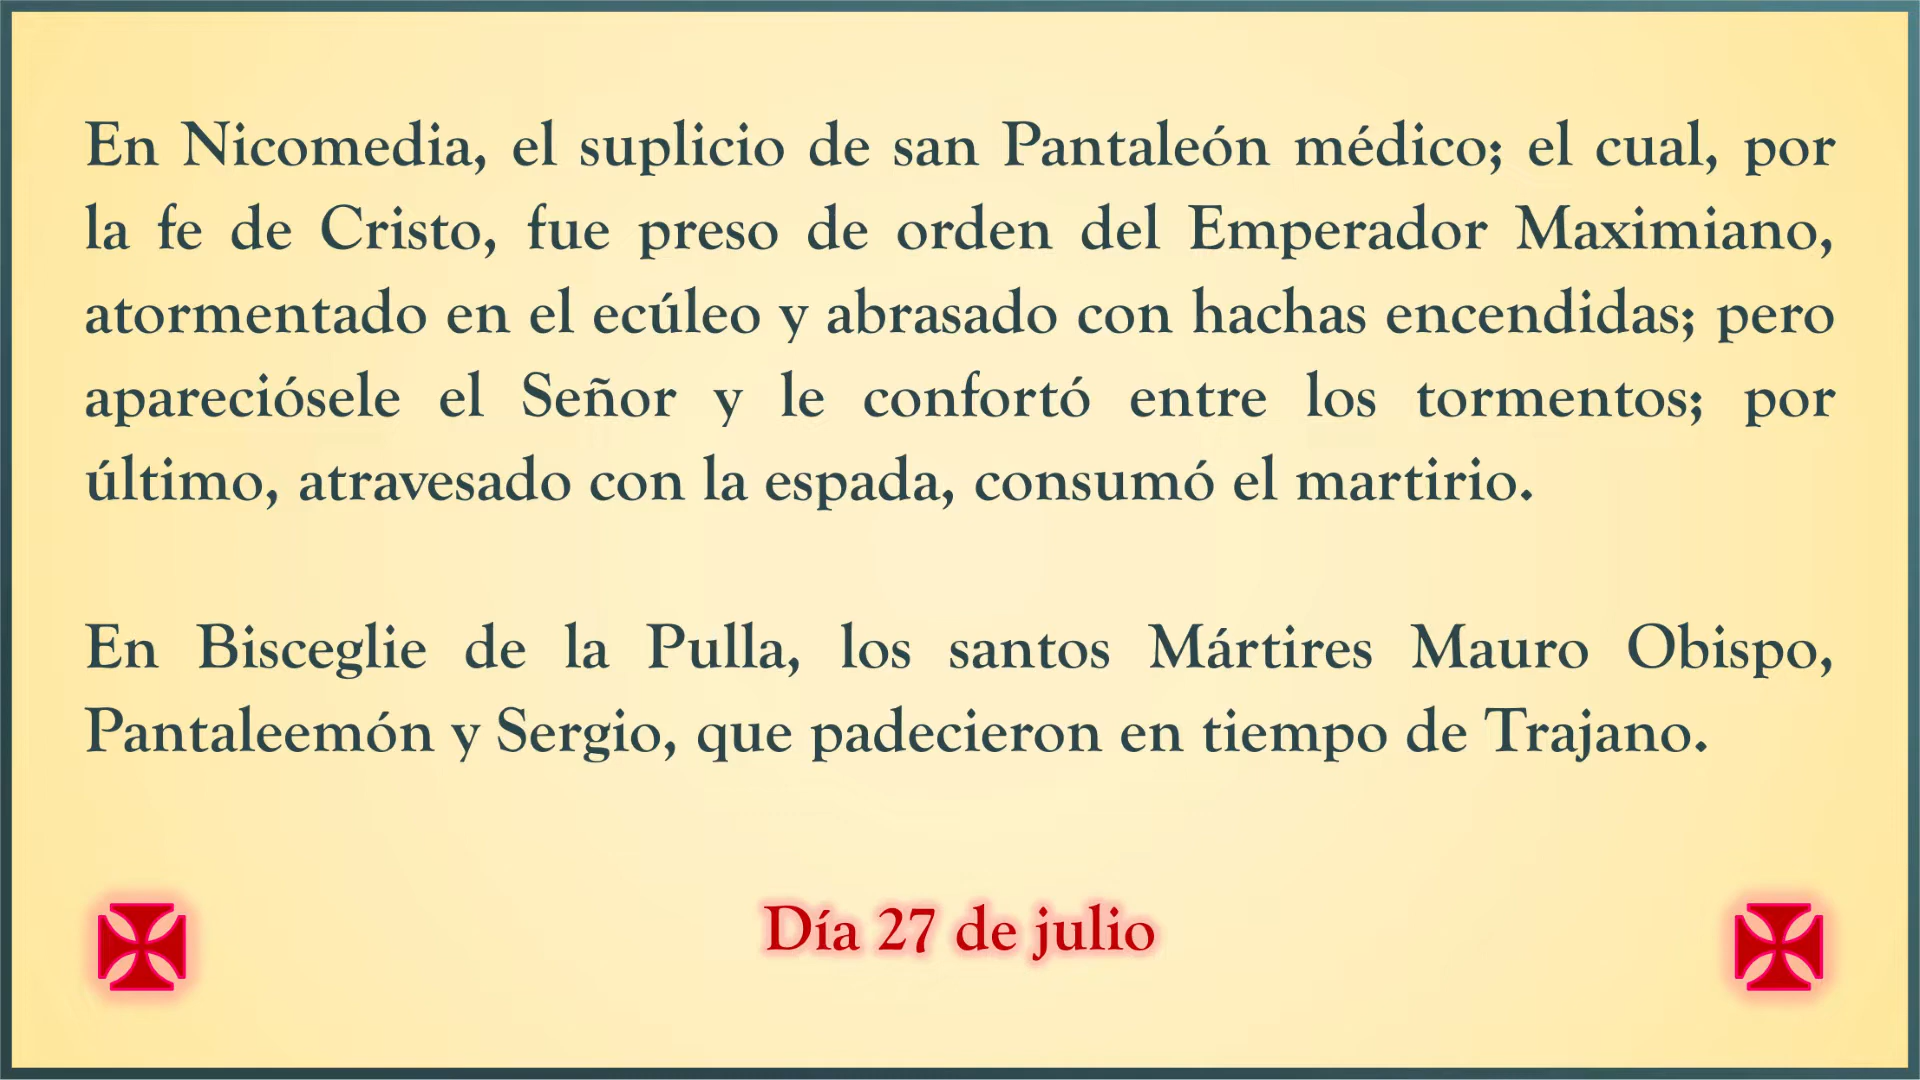 En Nicomedia, el suplicio de san Pantaleón médico; el cual, por
la fe de Cristo, fue preso de orden del Emperador Maximiano,
atormentado en el ecúleo y abrasado con hachas encendidas; pero
apareciósele el Señor y le confortó entre los tormentos; por
último, atravesado con la espada, consumó el martirio.
En Bisceglie de la Pulla, los santos Mártires Mauro Obispo,
Pantaleemón y Sergio, que padecieron en tiempo de Trajano.
Día 27 de julio